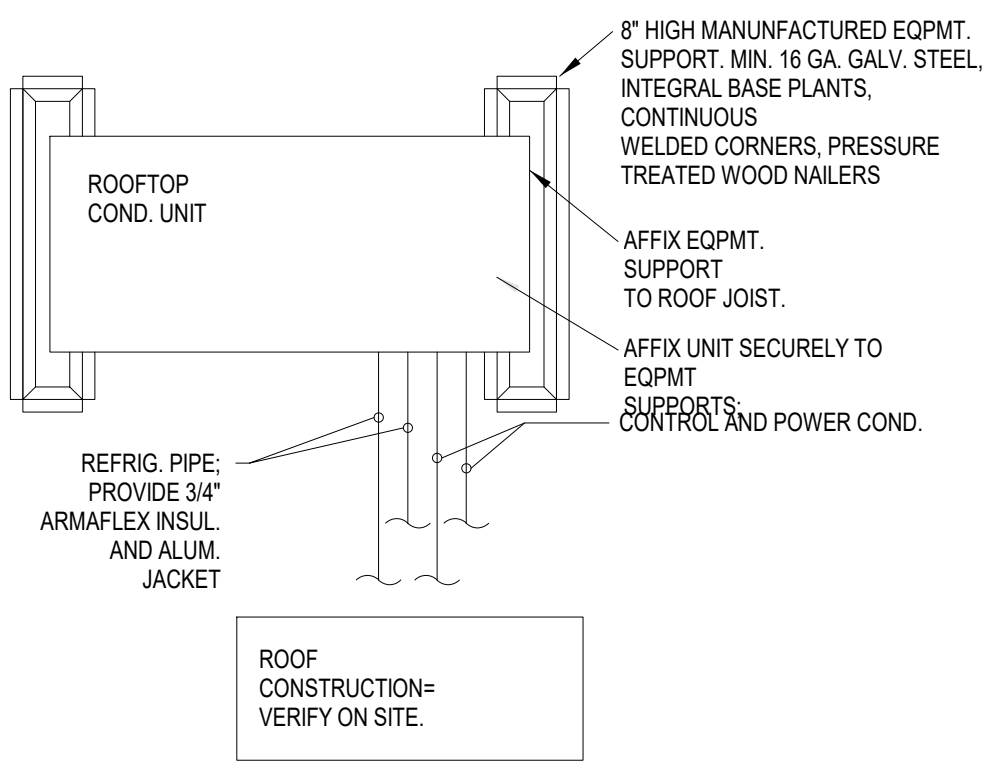 8" HIGH MANUNFACTURED EQPMT.
SUPPORT. MIN. 16 GA. GALV. STEEL,
INTEGRAL BASE PLANTS,
CONTINUOUS
WELDED CORNERS, PRESSURE
TREATED WOOD NAILERS
ROOFTOP
COND. UNIT
AFFIX EQPMT.
SUPPORT
TO ROOF JOIST.
AFFIX UNIT SECURELY TO
EQPMT
SUPPORTS;
CONTROL AND POWER COND.
REFRIG. PIPE;
PROVIDE 3/4"
ARMAFLEX INSUL.
AND ALUM.
JACKET
ROOF
CONSTRUCTION=
VERIFY ON SITE.